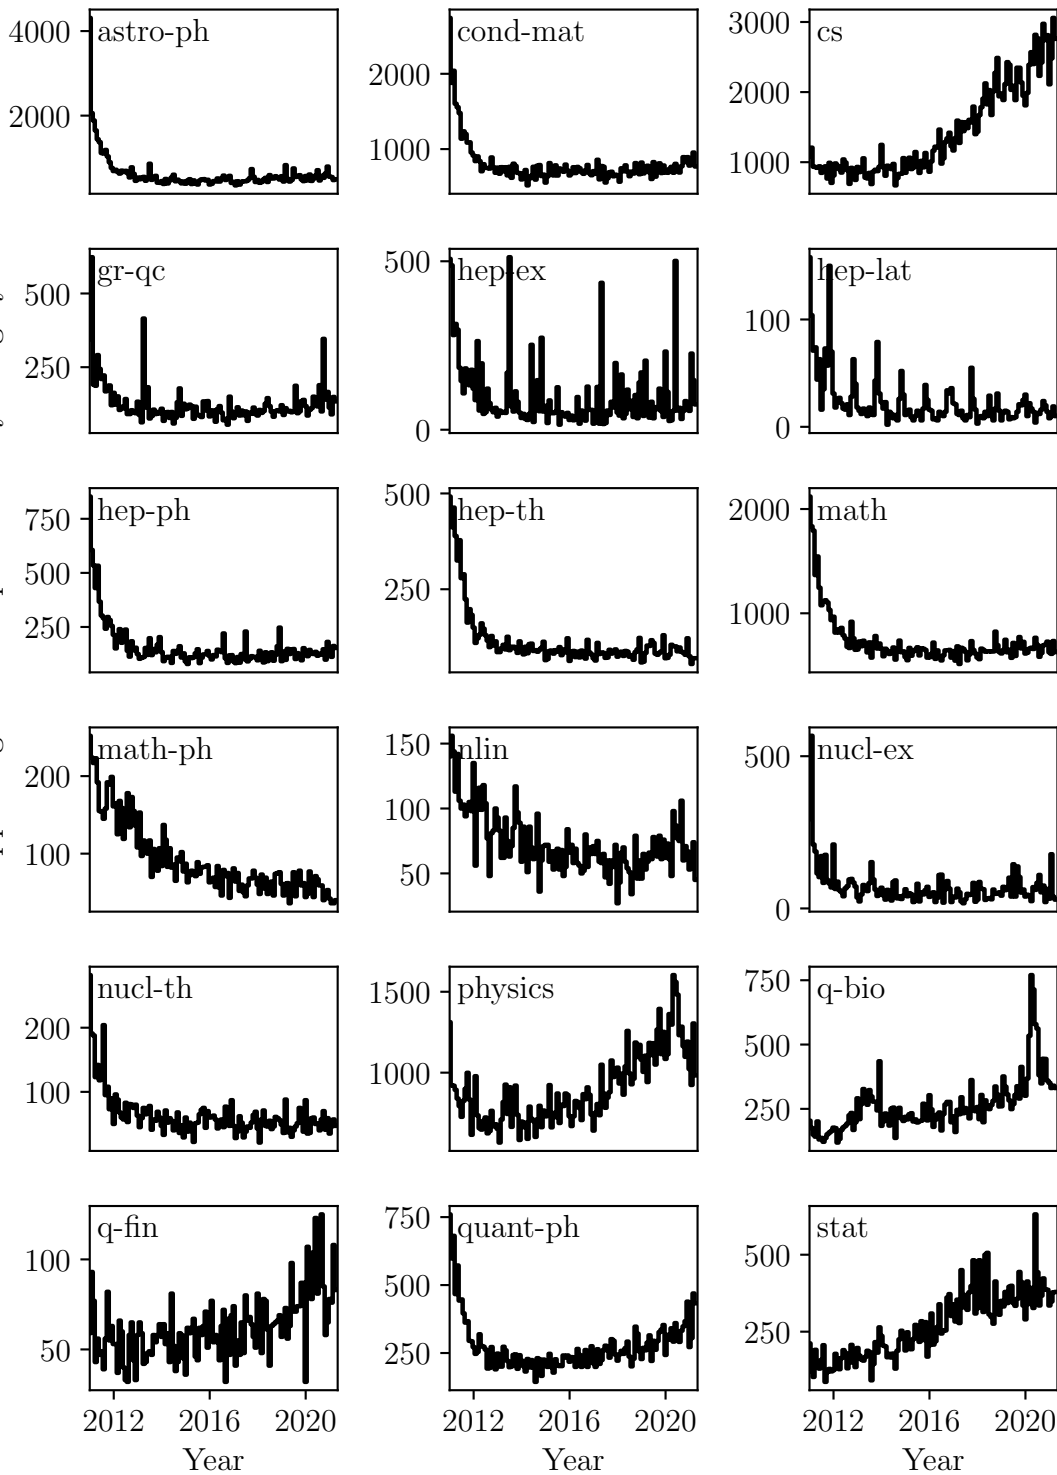 astro-ph
4000
2000
cond-mat
2000
1000
cs
3000
2000
1000
gr-qc
500
250
hep-ex
500
0
hep-lat
100
0
hep-ph
750
500
250
hep-th
500
250
math
2000
1000
math-ph
200
100
nlin
150
100
50
nucl-ex
500
0
nucl-th
200
100
physics
1500
1000
q-bio
750
500
250
q-fin
100
50
2012 2016 2020
Year
quant-ph
750
500
250
2012 2016 2020
Year
stat
500
250
2012 2016 2020
Year